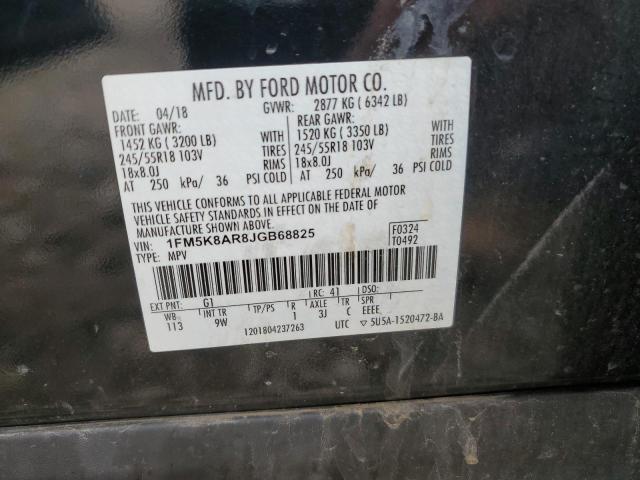 MFD. BY FORD MOTOR CO.
DATE: 04/18 GVWR: 2877 KG ( 6342 LB)
FRONT GAWR: REAR GAWR:
1452 KG ( 3200 LB) WITH 1520 KG ( 3350 LB) WITH
245/55R18 103V TIRES 245/55R18 103V TIRES
18x8.0J RIMS 18x8.0J RIMS
AT 250 kPa/ 36 PSI COLD AT 250 kPa/ 36 PSI COLD
THIS VEHICLE CONFORMS TO ALL APPLICABLE FEDERAL MOTOR
VEHICLE SAFETY STANDARDS IN EFFECT ON THE DATE OF
MANUFACTURE SHOWN ABOVE.
VIN: 1FM5K8AR8JGB68825 F0324
TYPE: MPV T0492
EXT PNT: G1 RC: 41 DSO:
WB INT TR TP/PS R AXLE TR SPR
113 9W 1 3J C EEEE
1201804237263 UTC ▽ 5U5A-1520472-BA